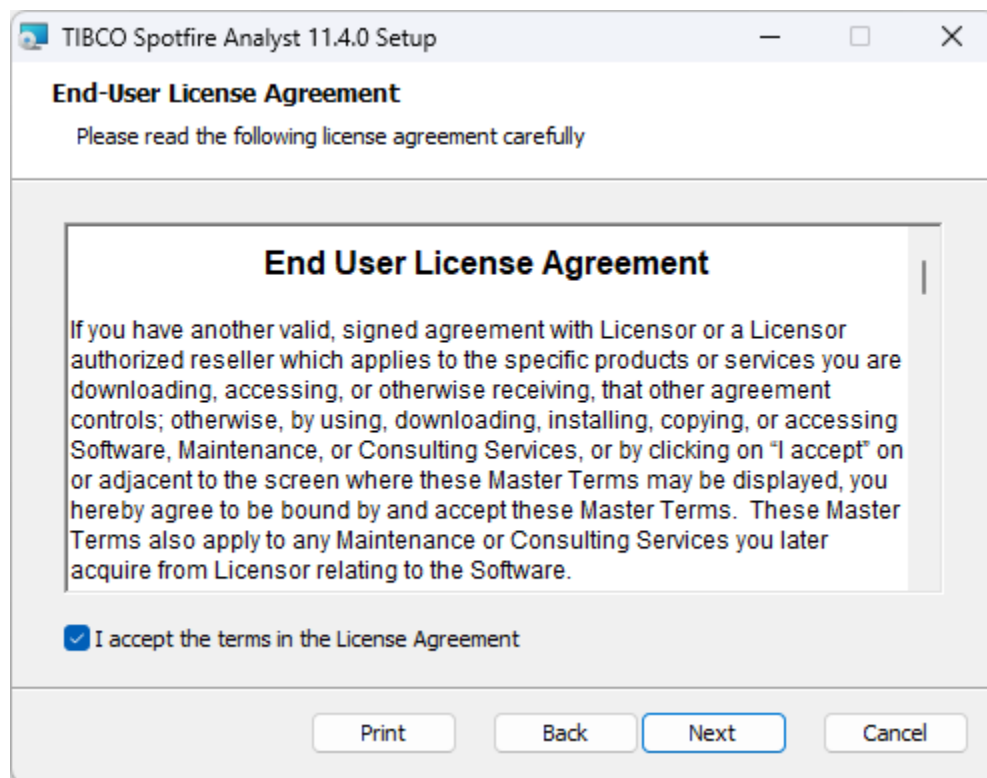 TIBCO Spotfire Analyst 11.4.0 Setup
End-User License Agreement
Please read the following license agreement carefully
End User License Agreement
If you have another valid, signed agreement with Licensor or a Licensor
authorized reseller which applies to the specific products or services you are
downloading, accessing, or otherwise receiving, that other agreement
controls; otherwise, by using, downloading, installing, copying, or accessing
Software, Maintenance, or Consulting Services, or by clicking on “I accept” on
or adjacent to the screen where these Master Terms may be displayed, you
hereby agree to be bound by and accept these Master Terms.  These Master
Terms also apply to any Maintenance or Consulting Services you later
acquire from Licensor relating to the Software.
I accept the terms in the License Agreement
Print Back Next Cancel